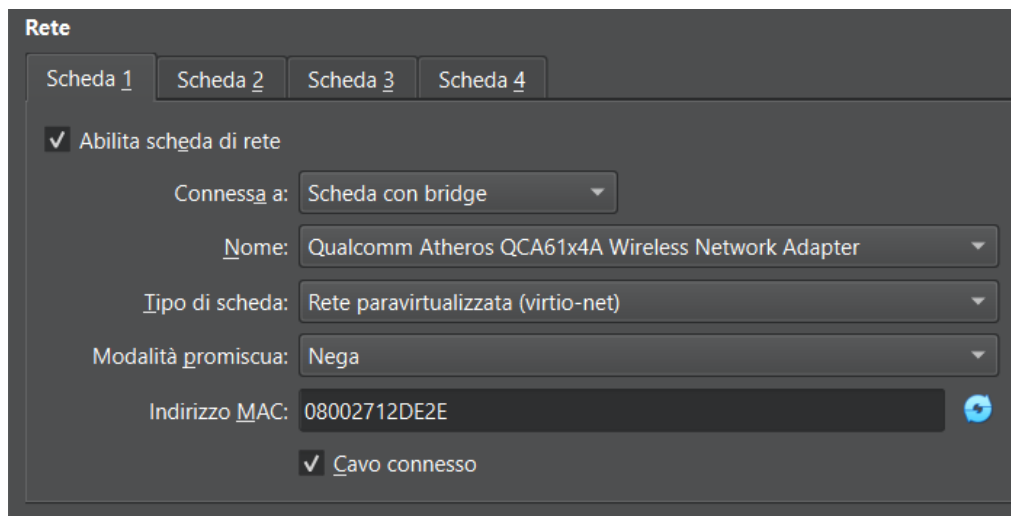 Rete
Scheda 1 Scheda 2 Scheda 3 Scheda 4
Abilita scheda di rete
Connessa a: Scheda con bridge
Nome: Qualcomm Atheros QCA61x4A Wireless Network Adapter
Tipo di scheda: Rete paravirtualizzata (virtio-net)
Modalità promiscua: Nega
Indirizzo MAC: 08002712DE2E
Cavo connesso